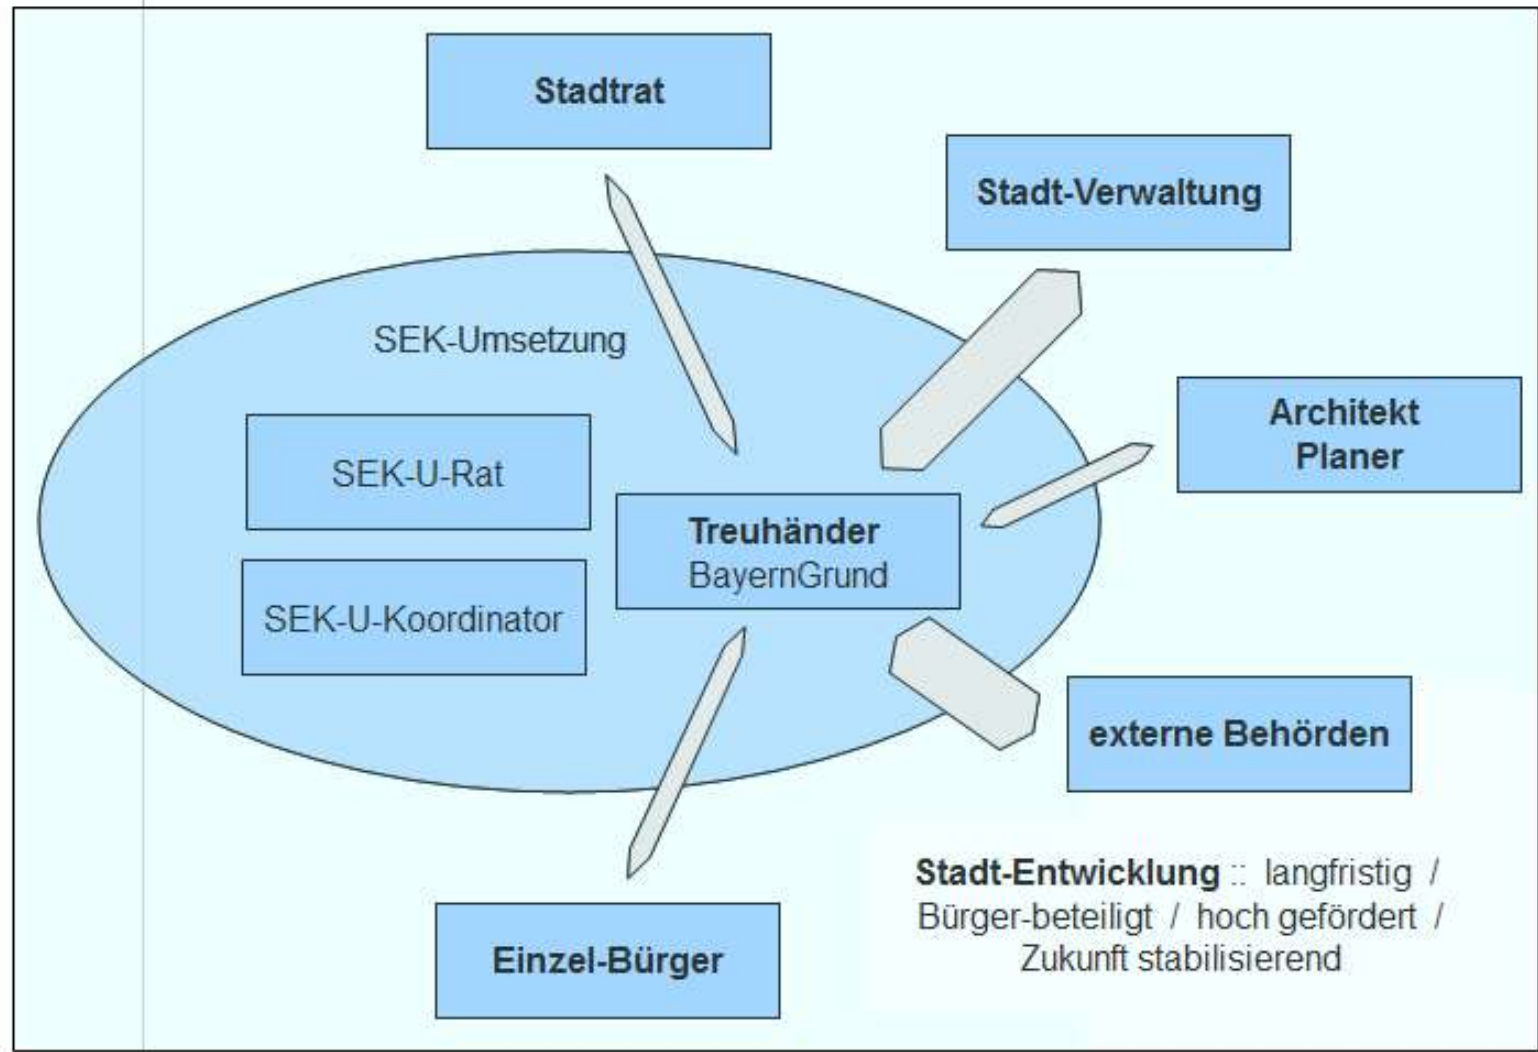 Stadtrat
Stadt-Verwaltung
SEK-Umsetzung
Architekt
Planer
SEK-U-Rat
Treuhänder
BayernGrund
SEK-U-Koordinator
externe Behörden
Stadt-Entwicklung :: langfristig /
Bürger-beteiligt / hoch gefördert /
Zukunft stabilisierend
Einzel-Bürger